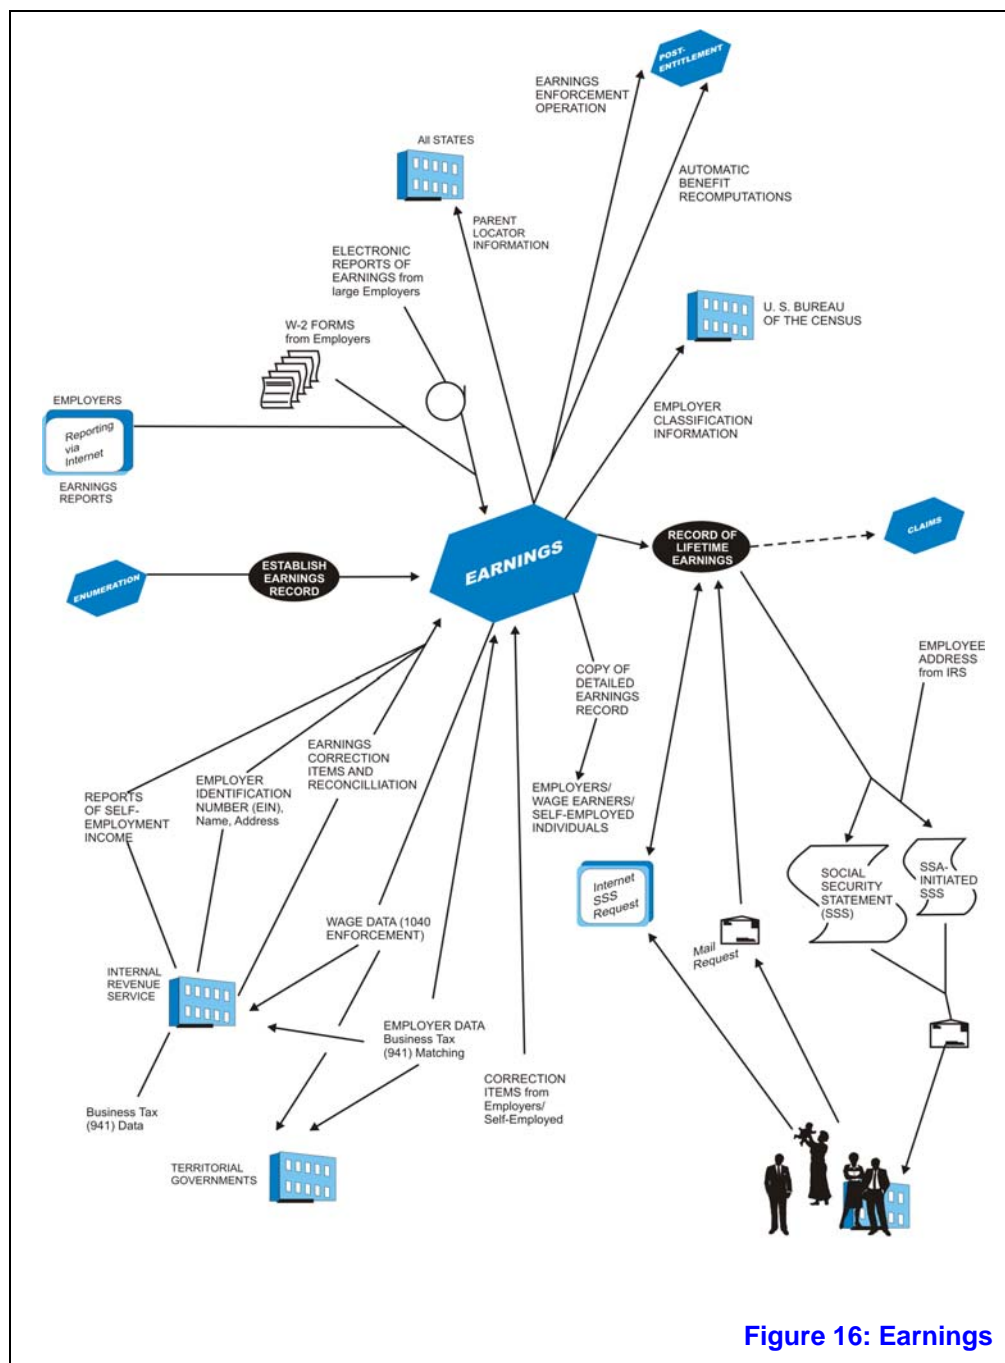 POST-
ENTITLEMENT
EARNINGS
ENFORCEMENT
OPERATION
All STATES
AUTOMATIC
BENEFIT
RECOMPUTATIONS
PARENT
LOCATOR
INFORMATION
ELECTRONIC
REPORTS OF
EARNINGS from
large Employers
U. S. BUREAU
OF THE CENSUS
W-2 FORMS
from Employers
EMPLOYERS
Reporting
via
Internet
EARNINGS
REPORTS
EMPLOYER
CLASSIFICATION
INFORMATION
EARNINGS
RECORD OF
LIFETIME
EARNINGS
CLAIMS
ENUMERATION
ESTABLISH
EARNINGS
RECORD
EMPLOYEE
ADDRESS
from IRS
COPY OF
DETAILED
EARNINGS
RECORD
EARNINGS
CORRECTION
ITEMS AND
RECONCILLIATION
EMPLOYER
IDENTIFICATION
NUMBER (EIN),
Name, Address
REPORTS
OF SELF-
EMPLOYMENT
INCOME
EMPLOYERS/
WAGE EARNERS/
SELF-EMPLOYED
INDIVIDUALS
Internet
SSS
Request
SOCIAL
SECURITY
STATEMENT
(SSS)
SSA-
INITIATED
SSS
WAGE DATA (1040
ENFORCEMENT)
Mail
Request
INTERNAL
REVENUE
SERVICE
EMPLOYER DATA
Business Tax
(941) Matching
CORRECTION
ITEMS from
Employers/
Self-Employed
Business Tax
(941) Data
TERRITORIAL
GOVERNMENTS
Figure 16: Earnings